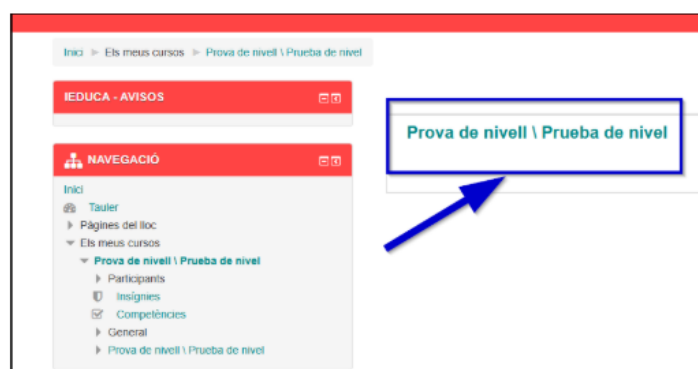 Inici Els meus cursos Prova de nivell \ Prueba de nivel
IEDUCA - AVISOS
Prova de nivell \ Prueba de nivel
NAVEGACIÓ
Inici
Tauler
Pàgines del lloc
Els meus cursos
Prova de nivell \ Prueba de nivel
Participants
Insígnies
Competències
General
Prova de nivell \ Prueba de nivel